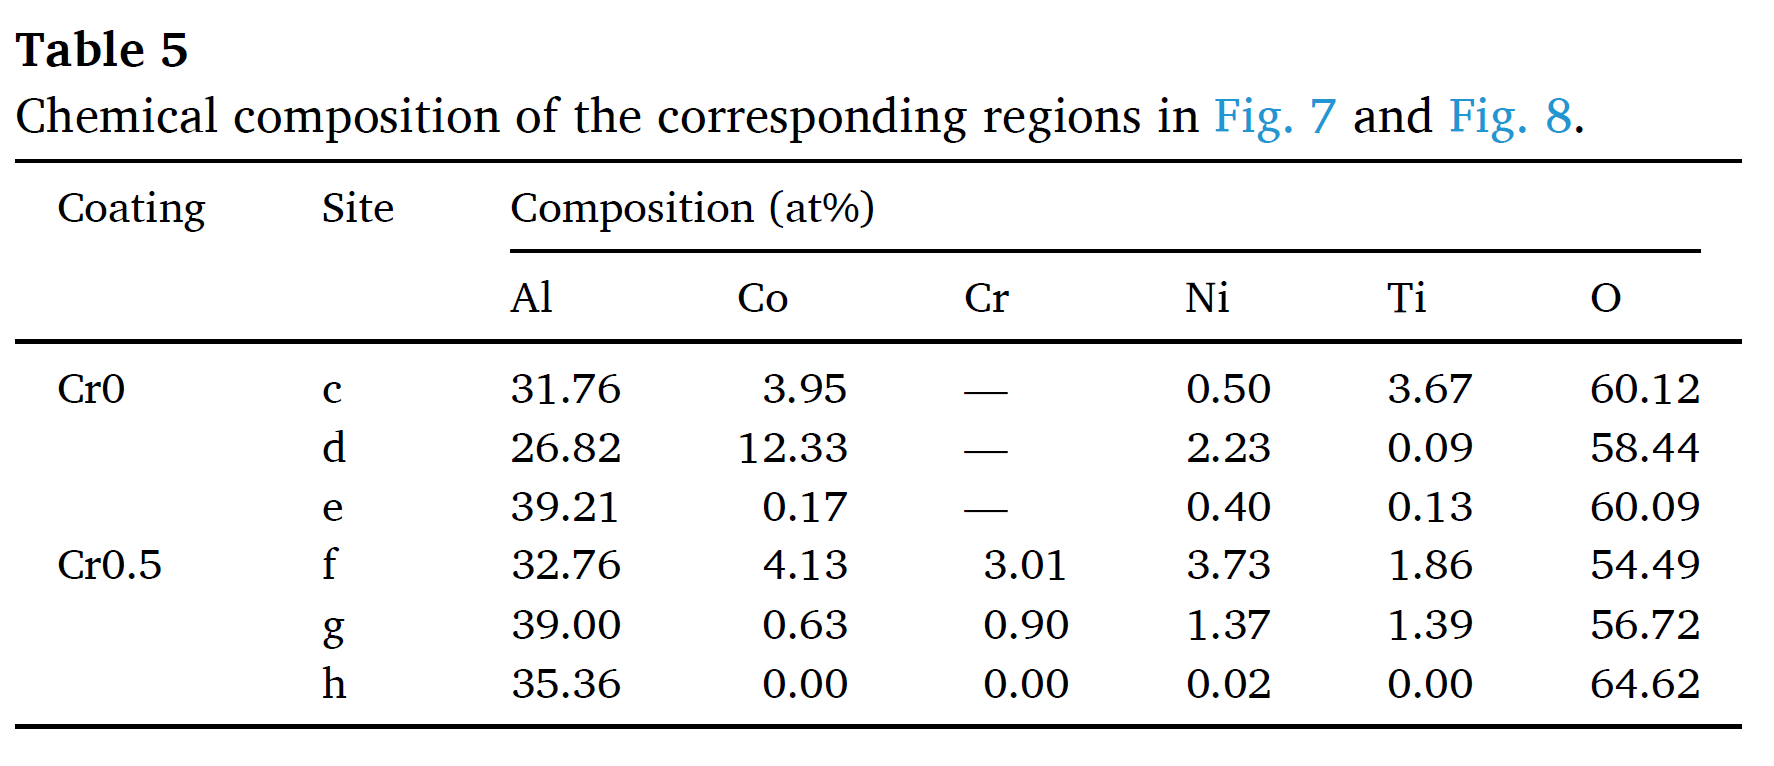 Table 5
Chemical composition of the corresponding regions in Fig. 7 and Fig. 8.
Coating Site Composition (at%)
Al Co Cr Ni Ti O
Cr0 c 31.76 3.95 — 0.50 3.67 60.12
d 26.82 12.33 — 2.23 0.09 58.44
e 39.21 0.17 — 0.40 0.13 60.09
Cr0.5 f 32.76 4.13 3.01 3.73 1.86 54.49
g 39.00 0.63 0.90 1.37 1.39 56.72
h 35.36 0.00 0.00 0.02 0.00 64.62